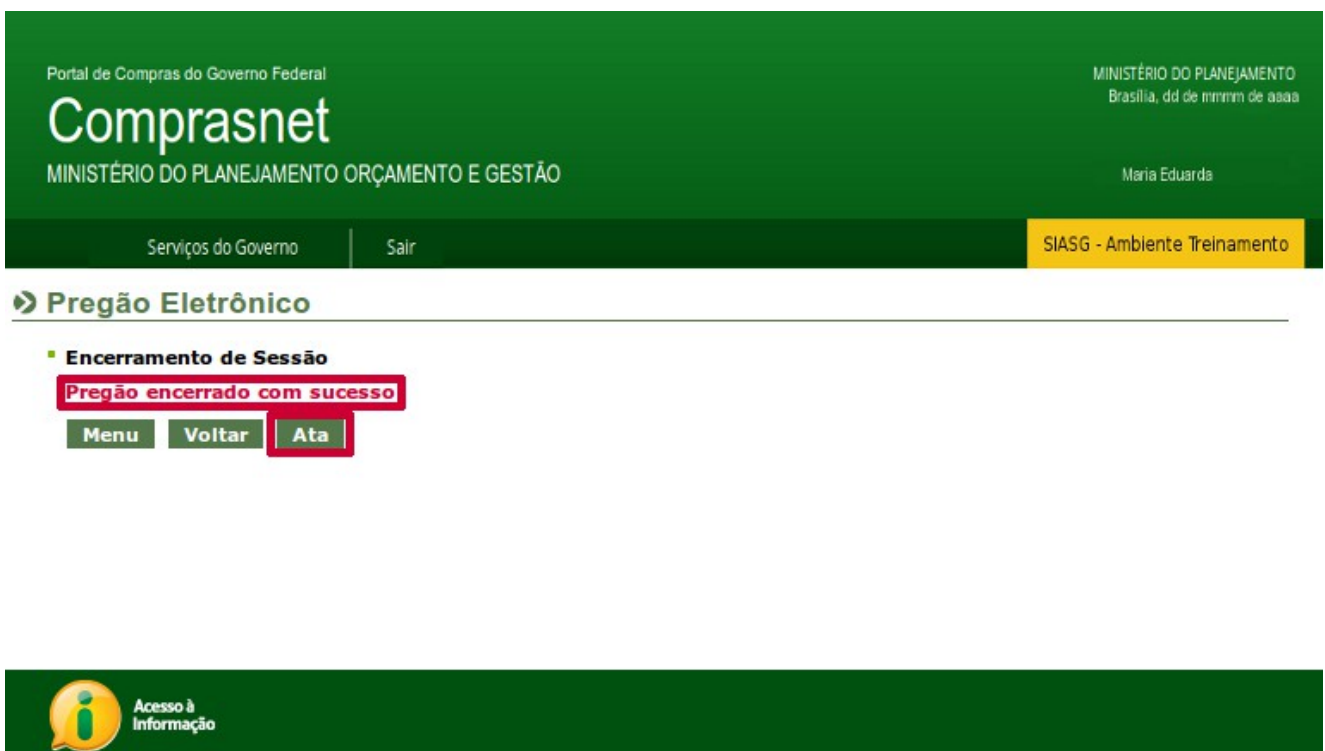 Portal de Compras do Governo Federal
MINISTÉRIO DO PLANEJAMENTO
Brasília, dd de mmmm de aaaa
Comprasnet
MINISTÉRIO DO PLANEJAMENTO ORÇAMENTO E GESTÃO
Maria Eduarda
Serviços do Governo
Sair
SIASG - Ambiente Treinamento
Pregão Eletrônico
Encerramento de Sessão
Pregão encerrado com sucesso
Menu
Voltar
Ata
Acesso à
Informação